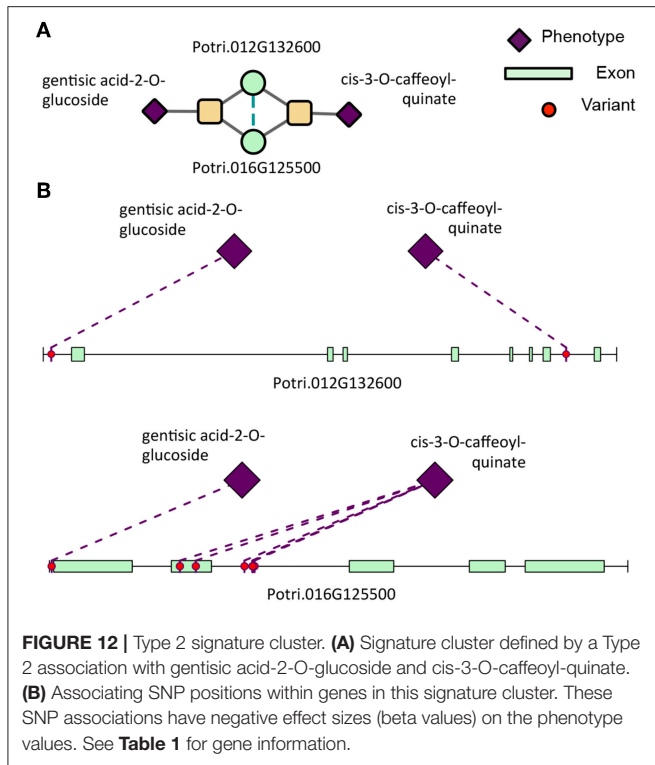 A
Potri.012G132600
gentisic acid-2-O-
glucoside
cis-3-O-caffeoyl-
quinate
Potri.016G125500
Phenotype
Exon
Variant
B
gentisic acid-2-O-
glucoside
cis-3-O-caffeoyl-
quinate
Potri.012G132600
gentisic acid-2-O-
glucoside
cis-3-O-caffeoyl-
quinate
Potri.016G125500
FIGURE 12 | Type 2 signature cluster. (A) Signature cluster defined by a Type
2 association with gentisic acid-2-O-glucoside and cis-3-O-caffeoyl-quinate.
(B) Associating SNP positions within genes in this signature cluster. These
SNP associations have negative effect sizes (beta values) on the phenotype
values. See Table 1 for gene information.